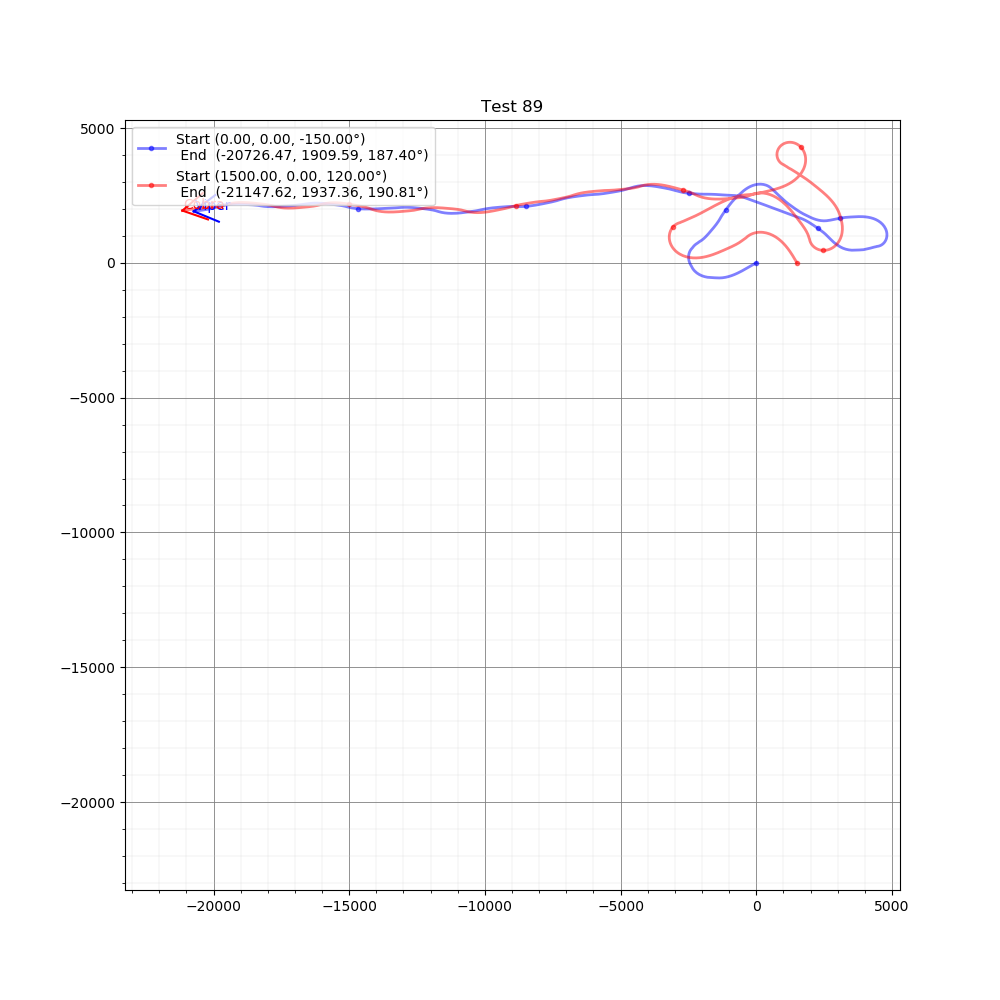 Test 89
Start (0.00, 0.00, -150.00°)
End  (-20726.47, 1909.59, 187.40°)
Start (1500.00, 0.00, 120.00°)
End  (-21147.62, 1937.36, 190.81°)
5000
0
−5000
−10000
−15000
−20000
−20000 −15000 −10000 −5000 0 5000